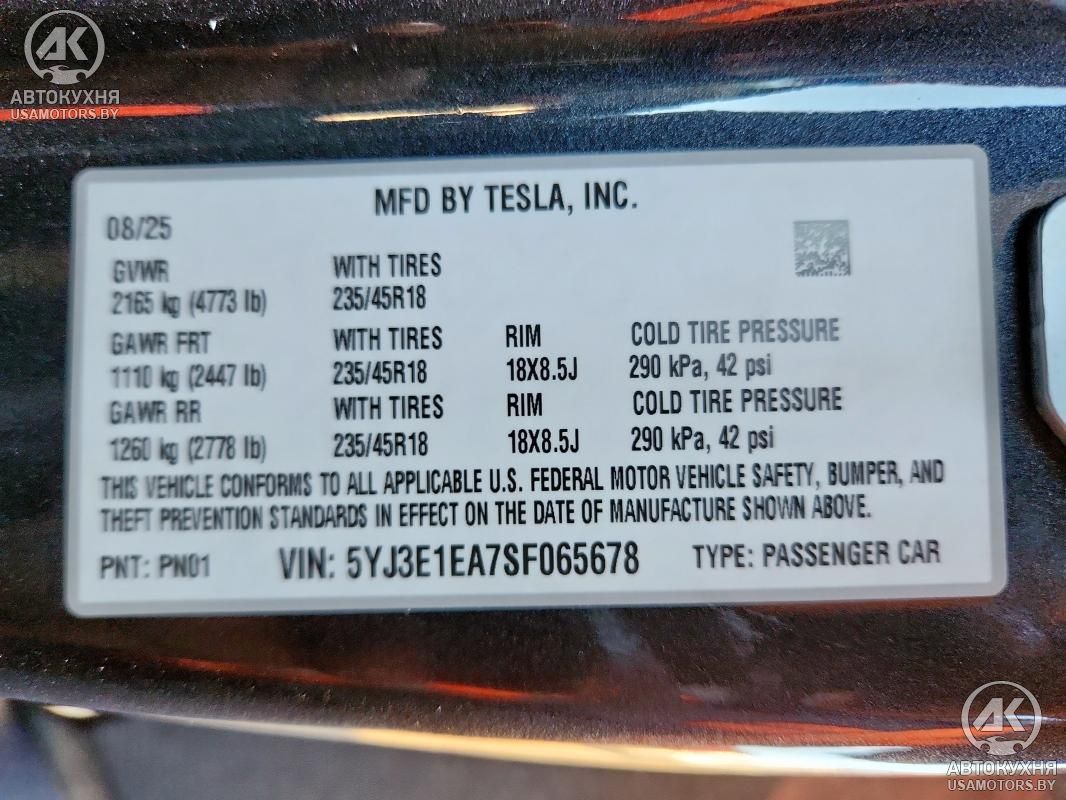 AK
АВТОКУХНЯ
USAMOTORS.BY
MFD BY TESLA, INC.
08/25
GVWR WITH TIRES
2165 kg (4773 lb) 235/45R18
GAWR FRT WITH TIRES RIM COLD TIRE PRESSURE
1110 kg (2447 lb) 235/45R18 18X8.5J 290 kPa, 42 psi
GAWR RR WITH TIRES RIM COLD TIRE PRESSURE
1260 kg (2778 lb) 235/45R18 18X8.5J 290 kPa, 42 psi
THIS VEHICLE CONFORMS TO ALL APPLICABLE U.S. FEDERAL MOTOR VEHICLE SAFETY, BUMPER, AND
THEFT PREVENTION STANDARDS IN EFFECT ON THE DATE OF MANUFACTURE SHOWN ABOVE.
PNT: PN01 VIN: 5YJ3E1EA7SF065678 TYPE: PASSENGER CAR
AK
АВТОКУХНЯ
USAMOTORS.BY